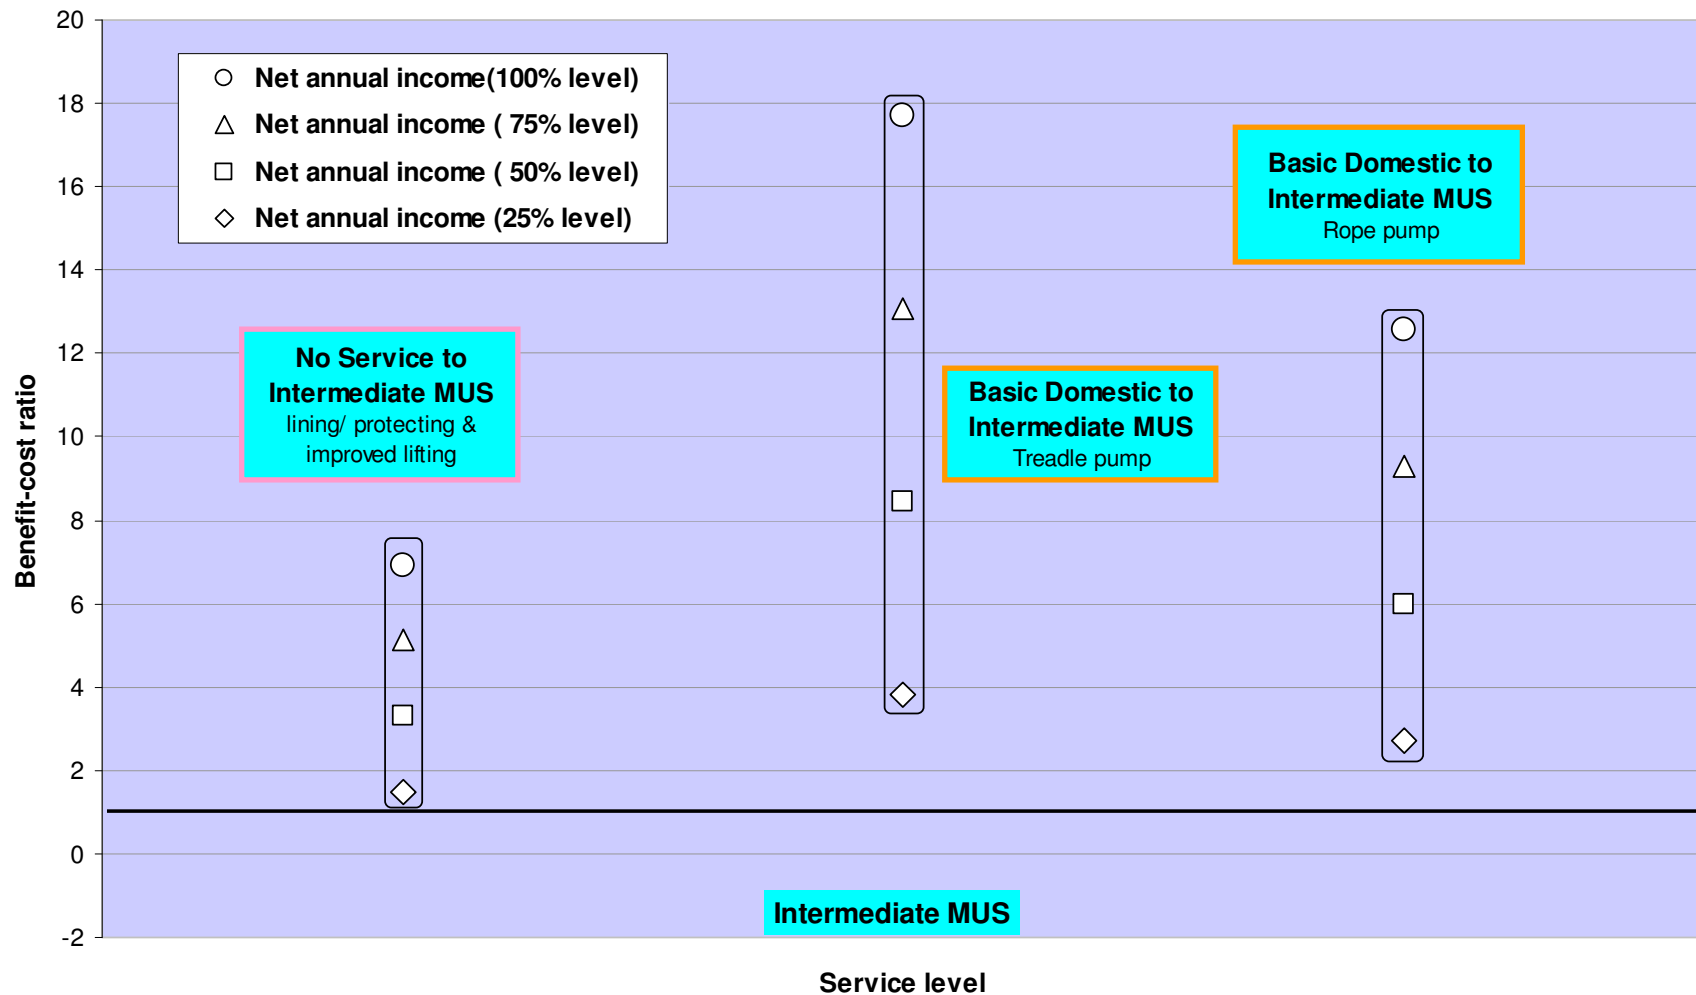 20
18
16
14
12
10
8
6
4
2
0
-2
Benefit-cost ratio
Net annual income(100% level)
Net annual income ( 75% level)
Net annual income ( 50% level)
Net annual income (25% level)
No Service to
Intermediate MUS
lining/ protecting &
improved lifting
Basic Domestic to
Intermediate MUS
Treadle pump
Basic Domestic to
Intermediate MUS
Rope pump
Intermediate MUS
Service level